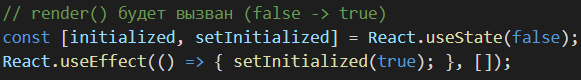 // render() будет вызван (false -> true)
const [initialized, setInitialized] = React.useState(false);
React.useEffect(() => { setInitialized(true); }, []);